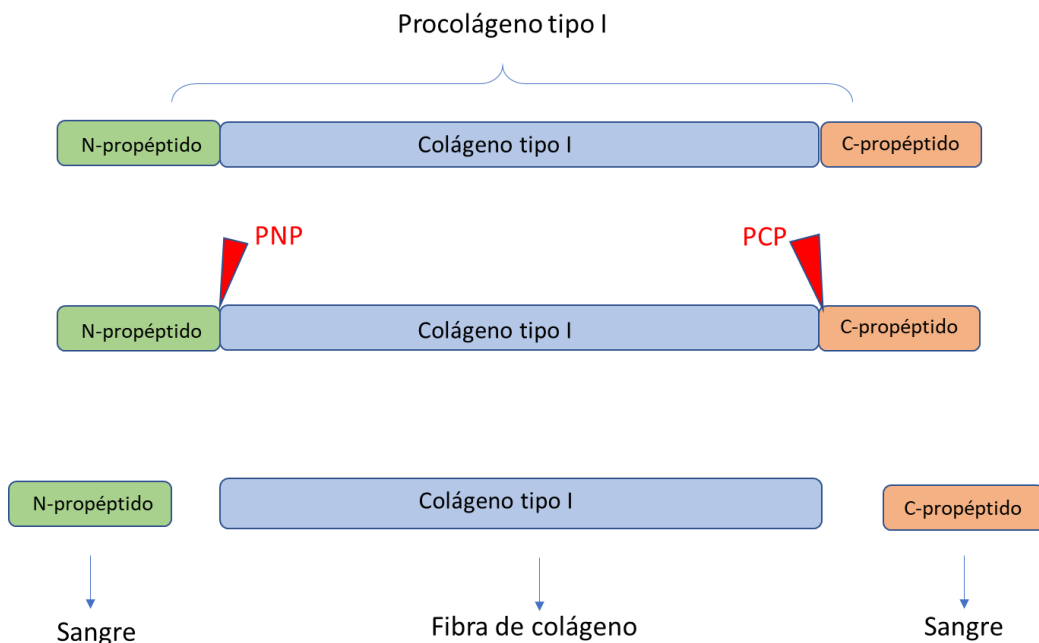 Procolágeno tipo I
N-propéptido
Colágeno tipo I
C-propéptido
PNP
PCP
N-propéptido
Colágeno tipo I
C-propéptido
N-propéptido
Colágeno tipo I
C-propéptido
Sangre
Fibra de colágeno
Sangre